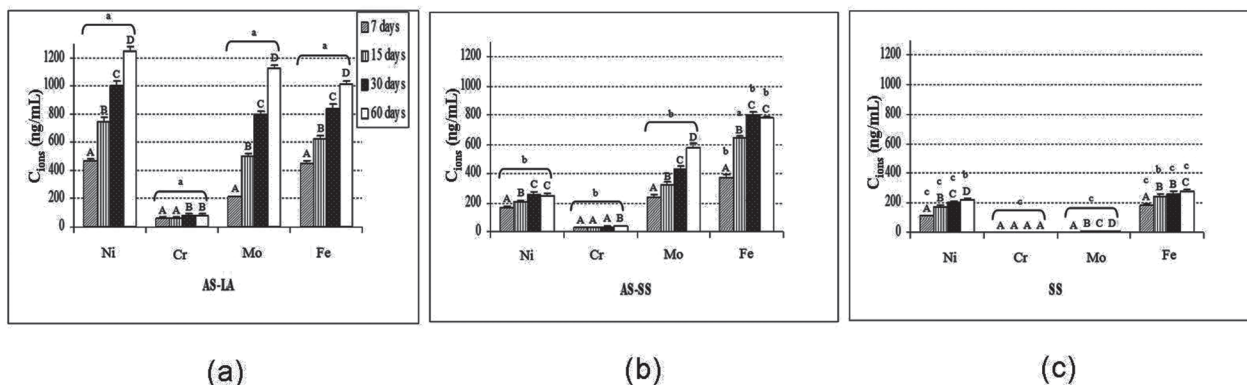 a
a
a
7 days
15 days
30 days
60 days
1200
1000
800
600
400
200
0
C ions (ng/mL)
A B C D
A A B B
a
A B C D
A B C D
Ni Cr Mo Fe
AS-LA
(a)
1200
1000
800
600
400
200
0
C ions (ng/mL)
b
A B C C
b
A A A B
b
A B C D
b a b b
A B C C
Ni Cr Mo Fe
AS-SS
(b)
1200
1000
800
600
400
200
0
C ions (ng/mL)
c c c b
A B C D
c
A A A A
c
A B C D
c b c c
A B B C
Ni Cr Mo Fe
SS
(c)